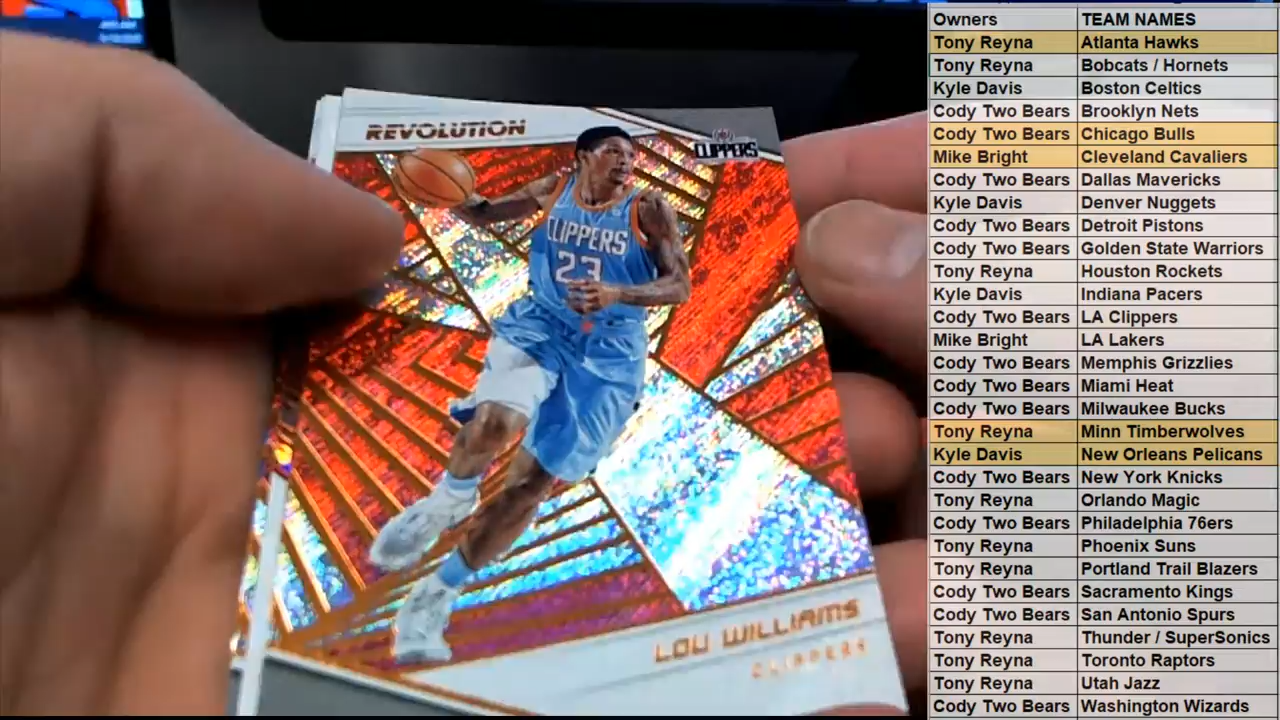 REVOLUTION
CLIPPERS
CLIPPERS
23
LOU WILLIAMS
CLIPPERS
Owners TEAM NAMES
Tony Reyna Atlanta Hawks
Tony Reyna Bobcats / Hornets
Kyle Davis Boston Celtics
Cody Two Bears Brooklyn Nets
Cody Two Bears Chicago Bulls
Mike Bright Cleveland Cavaliers
Cody Two Bears Dallas Mavericks
Kyle Davis Denver Nuggets
Cody Two Bears Detroit Pistons
Cody Two Bears Golden State Warriors
Tony Reyna Houston Rockets
Kyle Davis Indiana Pacers
Cody Two Bears LA Clippers
Mike Bright LA Lakers
Cody Two Bears Memphis Grizzlies
Cody Two Bears Miami Heat
Cody Two Bears Milwaukee Bucks
Tony Reyna Minn Timberwolves
Kyle Davis New Orleans Pelicans
Cody Two Bears New York Knicks
Tony Reyna Orlando Magic
Cody Two Bears Philadelphia 76ers
Tony Reyna Phoenix Suns
Tony Reyna Portland Trail Blazers
Cody Two Bears Sacramento Kings
Cody Two Bears San Antonio Spurs
Tony Reyna Thunder / SuperSonics
Tony Reyna Toronto Raptors
Tony Reyna Utah Jazz
Cody Two Bears Washington Wizards